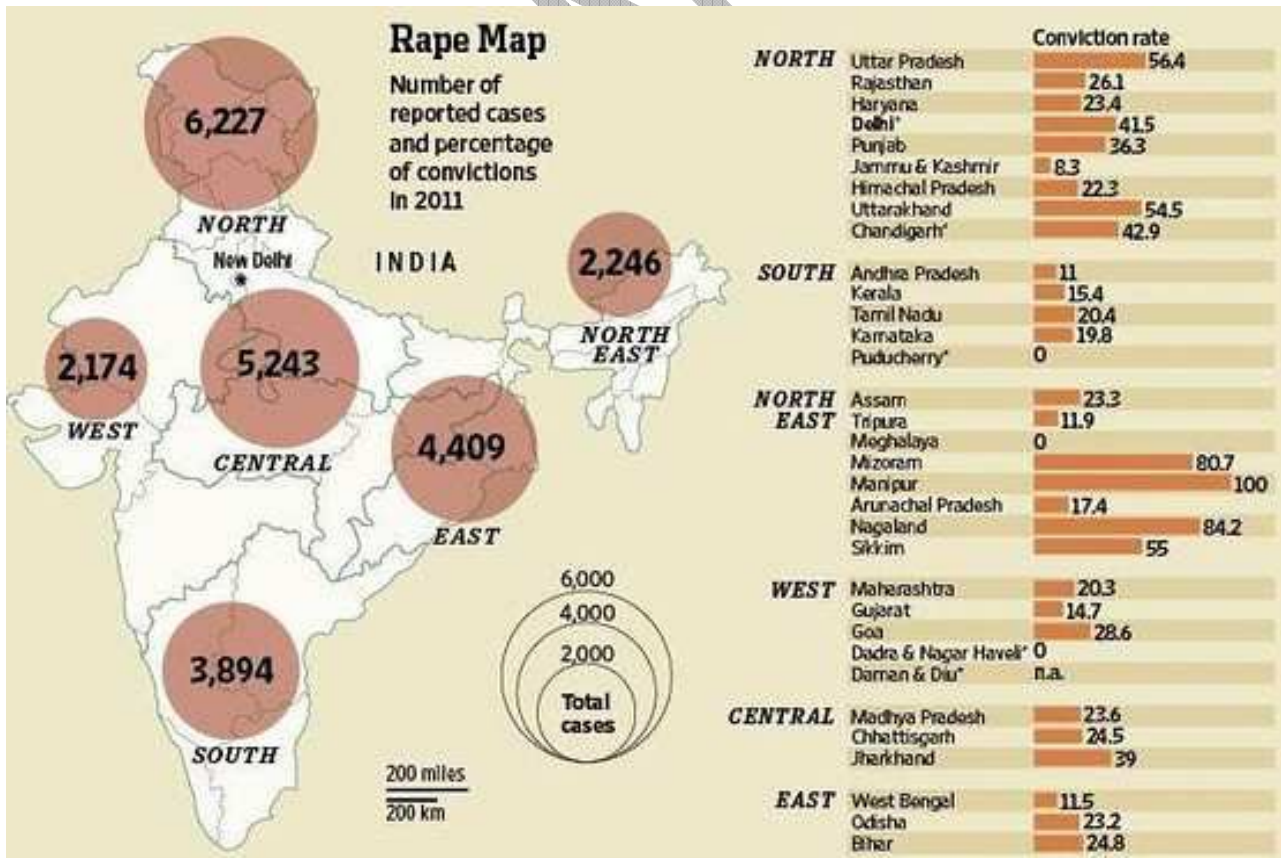 Rape Map
Number of
reported cases
and percentage
of convictions
in 2011
INDIA
6,227
NORTH
New Delhi
2,246
NORTH
EAST
2,174
WEST
5,243
CENTRAL
4,409
EAST
3,894
SOUTH
6,000
4,000
2,000
Total
cases
200 miles
200 km
Conviction rate
NORTH Uttar Pradesh 56.4
Rajasthan 26.1
Haryana 23.4
Delhi* 41.5
Punjab 36.3
Jammu & Kashmir 8.3
Himachal Pradesh 22.3
Uttarakhand 54.5
Chandigarh* 42.9
SOUTH Andhra Pradesh 11
Kerala 15.4
Tamil Nadu 20.4
Karnataka 19.8
Puducherry* 0
NORTH Assam 23.3
EAST Tripura 11.9
Meghalaya 0
Mizoram 80.7
Manipur 100
Arunachal Pradesh 17.4
Nagaland 84.2
Sikkim 55
WEST Maharashtra 20.3
Gujarat 14.7
Goa 28.6
Dadra & Nagar Haveli* 0
Daman & Diu* n.a.
CENTRAL Madhya Pradesh 23.6
Chhattisgarh 24.5
Jharkhand 39
EAST West Bengal 11.5
Odisha 23.2
Bihar 24.8